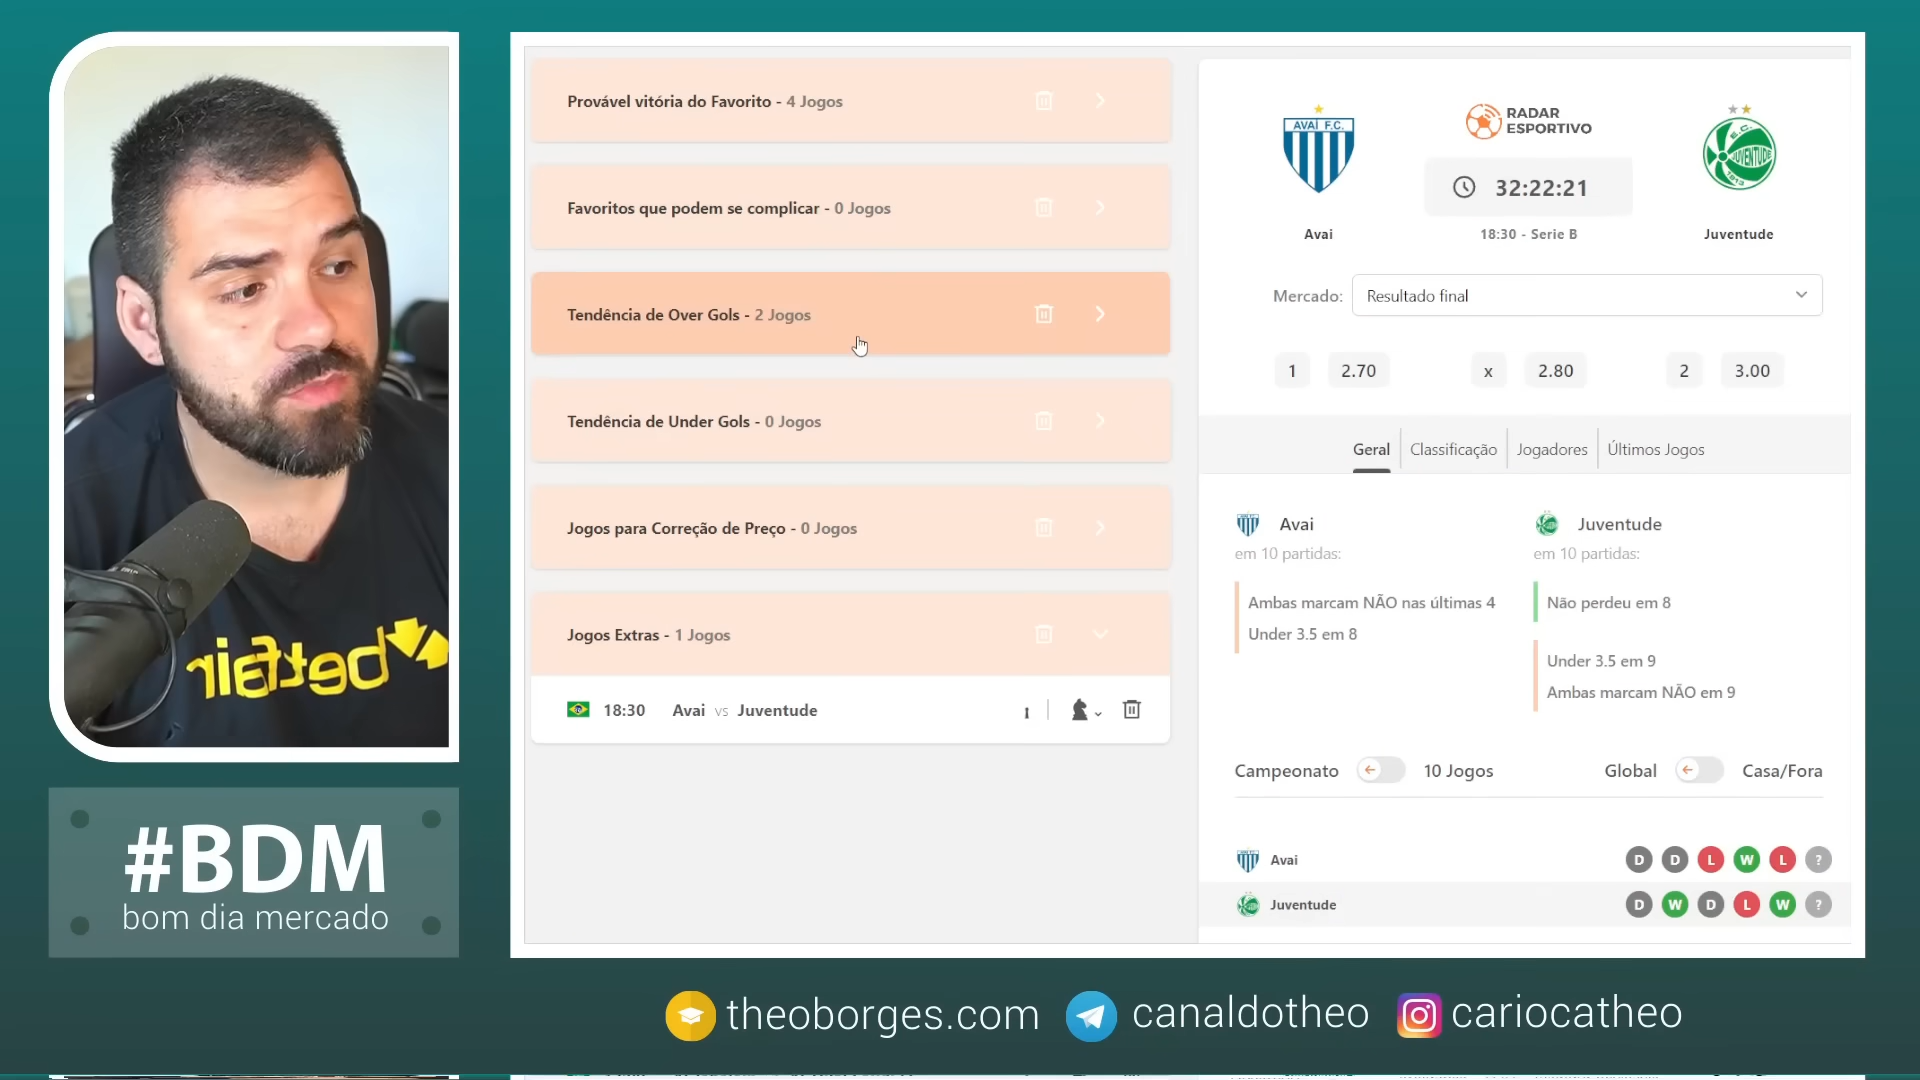 betfair
#BDM
bom dia mercado
Provável vitória do Favorito - 4 Jogos
Favoritos que podem se complicar - 0 Jogos
Tendência de Over Gols - 2 Jogos
Tendência de Under Gols - 0 Jogos
Jogos para Correção de Preço - 0 Jogos
Jogos Extras - 1 Jogos
18:30 Avai vs Juventude
AVAÍ F.C.
RADAR
ESPORTIVO
E.C.
JUVENTUDE
1913
32:22:21
Avai
18:30 - Serie B
Juventude
Mercado: Resultado final
1 2.70 x 2.80 2 3.00
Geral Classificação Jogadores Últimos Jogos
Avai
em 10 partidas:
Ambas marcam NÃO nas últimas 4
Under 3.5 em 8
Juventude
em 10 partidas:
Não perdeu em 8
Under 3.5 em 9
Ambas marcam NÃO em 9
Campeonato 10 Jogos Global Casa/Fora
Avai D D L W L ?
Juventude D W D L W ?
theoborges.com canaldotheo cariocatheo